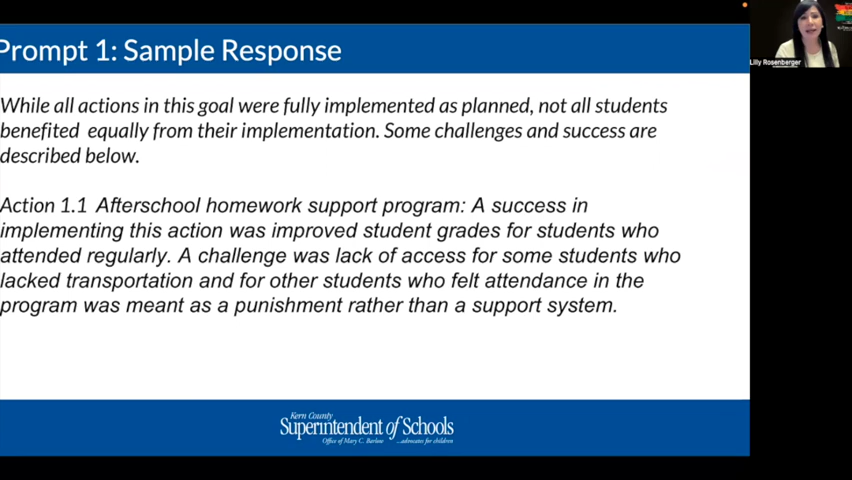 Prompt 1: Sample Response
Lilly Rosenberger
While all actions in this goal were fully implemented as planned, not all students
benefited equally from their implementation. Some challenges and success are
described below.
Action 1.1 Afterschool homework support program: A success in
implementing this action was improved student grades for students who
attended regularly. A challenge was lack of access for some students who
lacked transportation and for other students who felt attendance in the
program was meant as a punishment rather than a support system.
Kern County
Superintendent of Schools
Office of Mary C. Barlow ...advocates for children